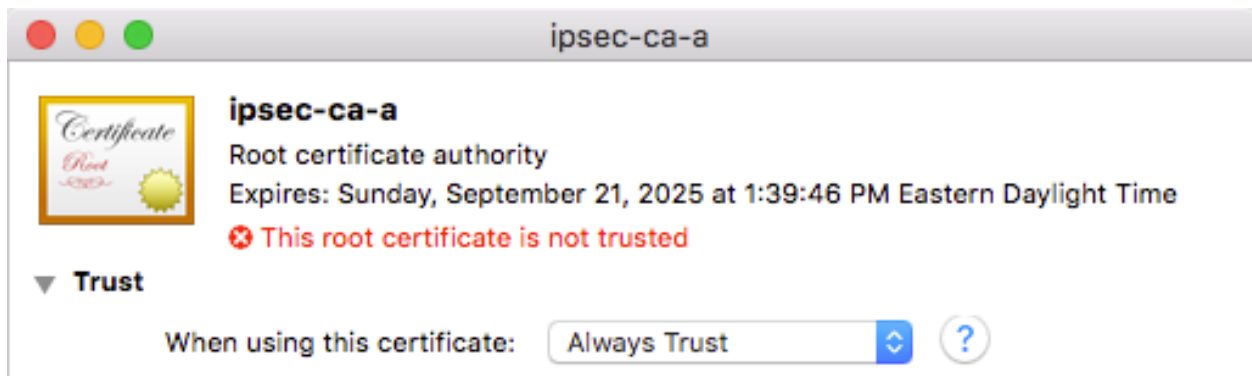 ipsec-ca-a
Certificate
Root
ipsec-ca-a
Root certificate authority
Expires: Sunday, September 21, 2025 at 1:39:46 PM Eastern Daylight Time
This root certificate is not trusted
Trust
When using this certificate: Always Trust ?